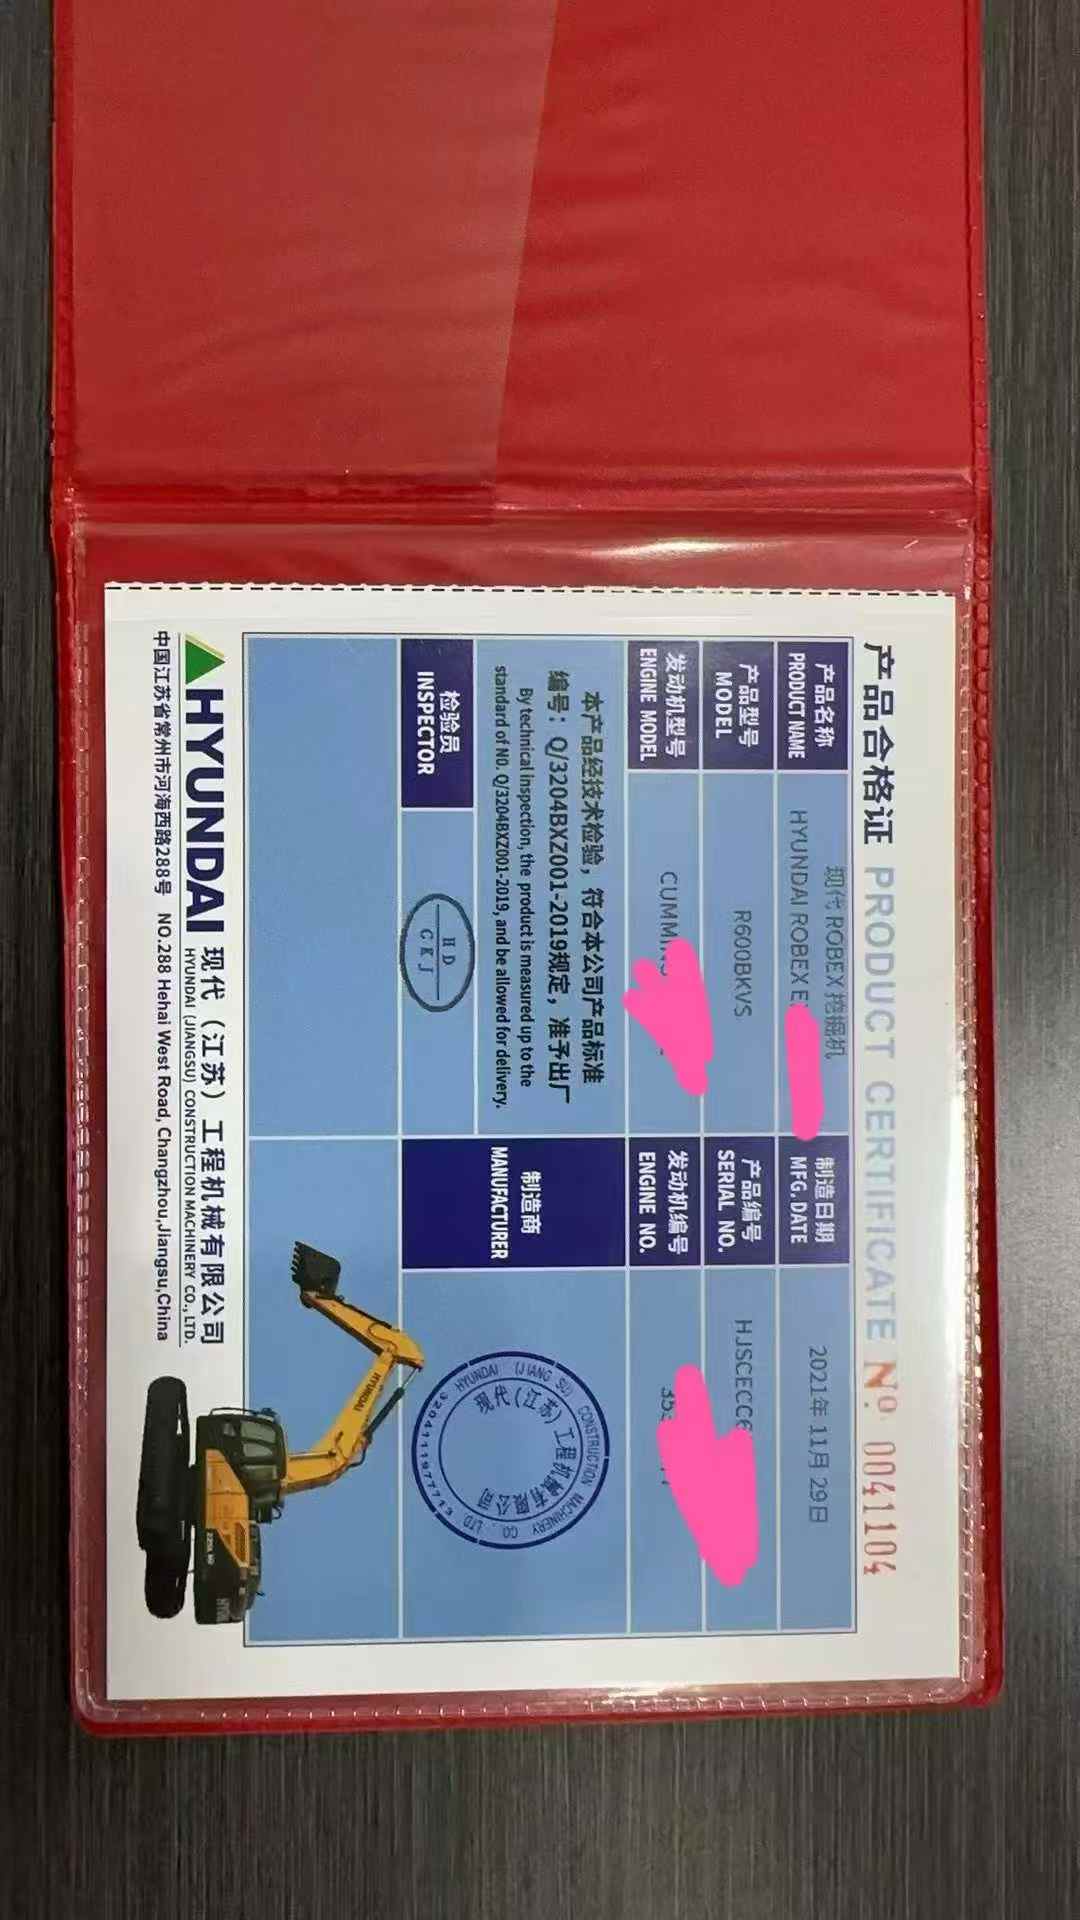 产品合格证 PRODUCT CERTIFICATE Nº 0041104
产品名称
PRODUCT NAME
现代 ROBEX 挖掘机
HYUNDAI ROBEX
制造日期
MFG. DATE
2021年 11月 29日
产品型号
MODEL
R600BKVS
产品编号
SERIAL NO.
HJSCECC6
发动机型号
ENGINE MODEL
发动机编号
ENGINE NO.
本产品经技术检验，符合本公司产品标准
编号：Q/3204BXZ001-2019规定，准予出厂
By technical inspection, the product is measured up to the
standard of NO. Q/3204BXZ001-2019, and be allowed for delivery.
制造商
MANUFACTURER
HYUNDAI (JIANG SU) CONSTRUCTION MACHINERY CO., LTD.
现代（江苏）工程机械有限公司
3204111977713
检验员
INSPECTOR
HD
CKJ
HYUNDAI
HYUNDAI 现代（江苏）工程机械有限公司
HYUNDAI (JIANGSU) CONSTRUCTION MACHINERY CO., LTD.
中国江苏省常州市河海西路288号 NO.288 Hehai West Road, Changzhou,Jiangsu,China